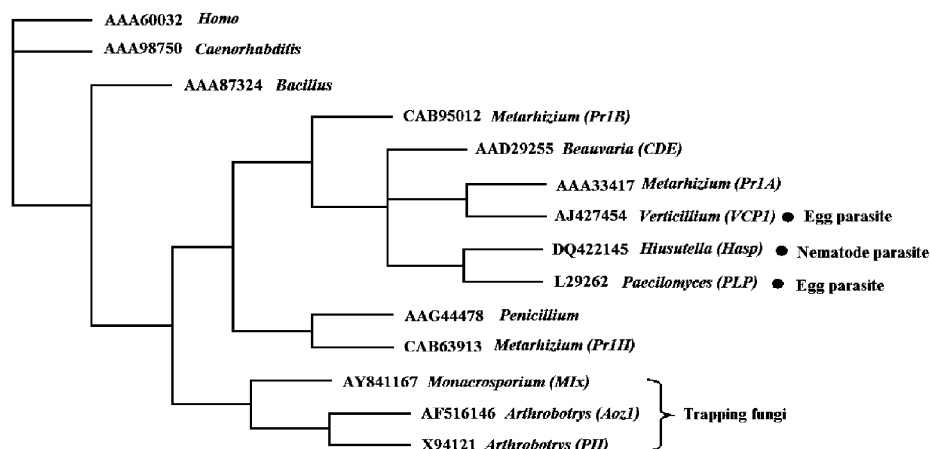 AAA60032 Homo
AAA98750 Caenorhabditis
AAA87324 Bacillus
CAB95012 Metarhizium (Pr1B)
AAD29255 Beauvaria (CDE)
AAA33417 Metarhizium (Pr1A)
AJ427454 Verticillium (VCP1) ● Egg parasite
DQ422145 Hiusutella (Hasp) ● Nematode parasite
L29262 Paecilomyces (PLP) ● Egg parasite
AAG44478 Penicillium
CAB63913 Metarhizium (Pr1H)
AY841167 Monacrosporium (MIx)
AF516146 Arthrobotrys (Aoz1) Trapping fungi
X94121 Arthrobotrys (PII)